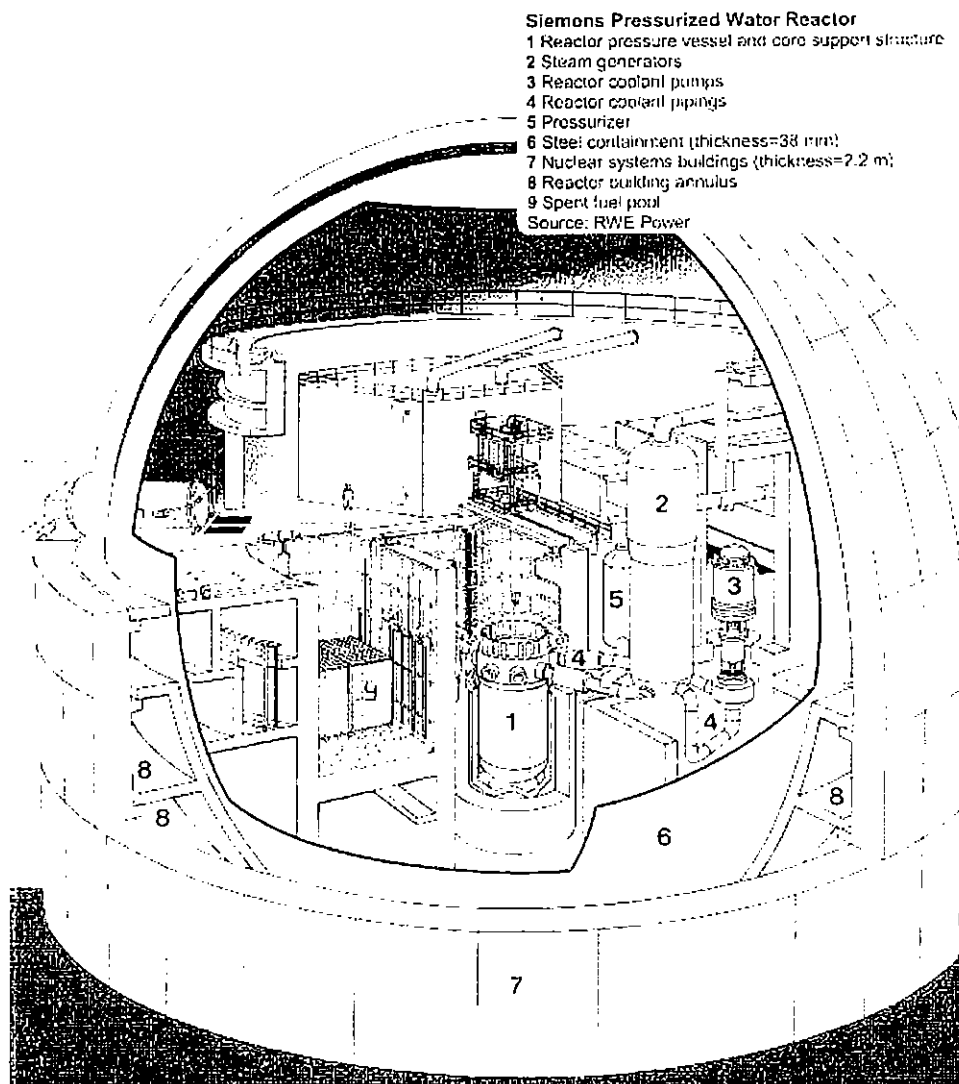 Siemens Pressurized Water Reactor
1 Reactor pressure vessel and core support structure
2 Steam generators
3 Reactor coolant pumps
4 Reactor coolant pipings
5 Pressurizer
6 Steel containment (thickness=38 mm)
7 Nuclear systems buildings (thickness=2.2 m)
8 Reactor building annulus
9 Spent fuel pool
Source: RWE Power
2
3
5
4
9
1
4
8
8
8
6
7